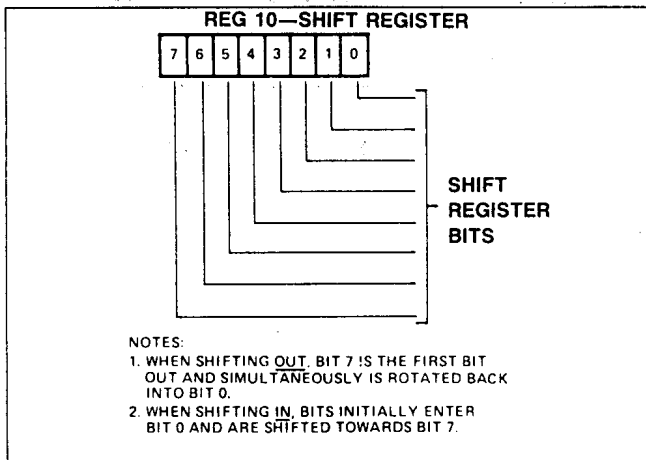 REG 10—SHIFT REGISTER
7 6 5 4 3 2 1 0
SHIFT
REGISTER
BITS
NOTES:
1. WHEN SHIFTING OUT, BIT 7 IS THE FIRST BIT
OUT AND SIMULTANEOUSLY IS ROTATED BACK
INTO BIT 0.
2. WHEN SHIFTING IN, BITS INITIALLY ENTER
BIT 0 AND ARE SHIFTED TOWARDS BIT 7.